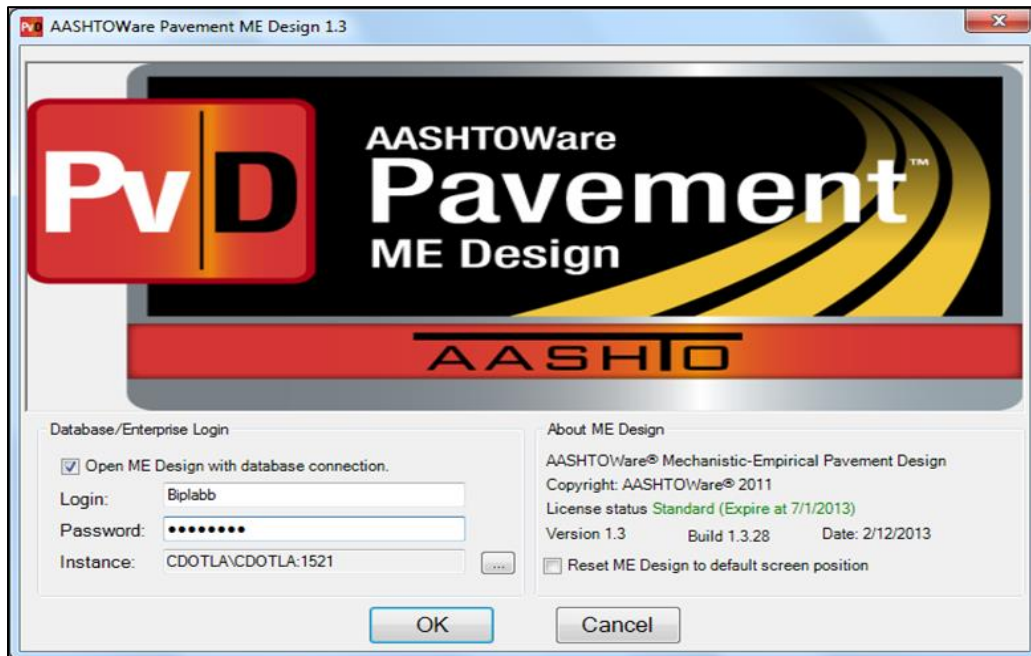 PvD AASHTOWare Pavement ME Design 1.3
Pv D
AASHTOWare
Pavement™
ME Design
AASHTO
Database/Enterprise Login
Open ME Design with database connection.
Login: Biplabb
Password: ●●●●●●●●
Instance: CDOTLA\CDOTLA:1521 ...
About ME Design
AASHTOWare® Mechanistic-Empirical Pavement Design
Copyright: AASHTOWare® 2011
License status Standard (Expire at 7/1/2013)
Version 1.3 Build 1.3.28 Date: 2/12/2013
Reset ME Design to default screen position
OK Cancel